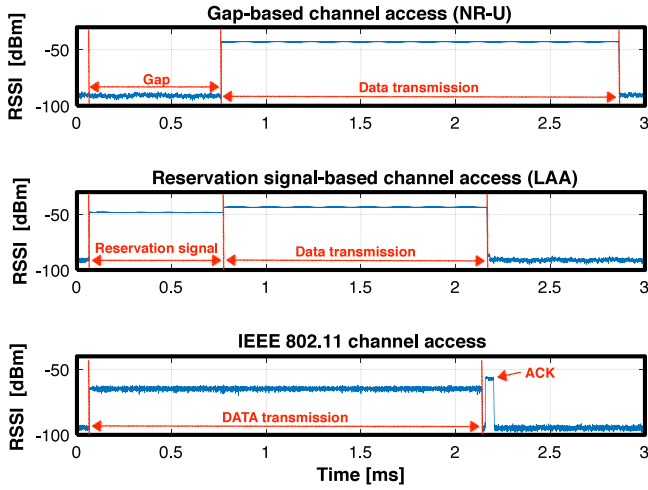 Gap-based channel access (NR-U)
RSSI [dBm]
-50
-100
Gap
Data transmission
0 0.5 1 1.5 2 2.5 3
Reservation signal-based channel access (LAA)
RSSI [dBm]
-50
-100
Reservation signal
Data transmission
0 0.5 1 1.5 2 2.5 3
IEEE 802.11 channel access
RSSI [dBm]
-50
-100
ACK
DATA transmission
0 0.5 1 1.5 2 2.5 3
Time [ms]